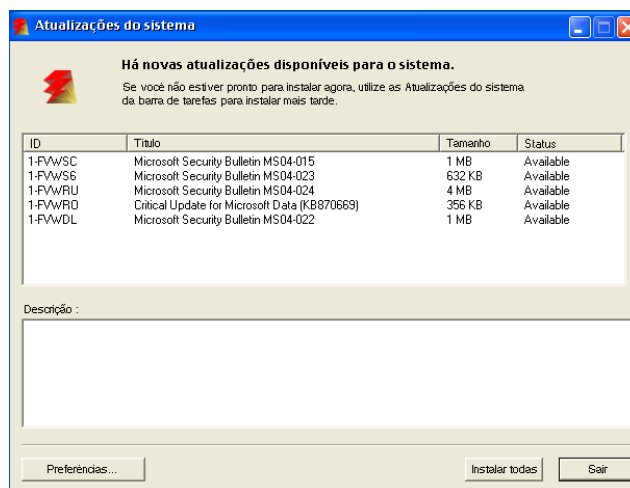 Atualizações do sistema
Há novas atualizações disponíveis para o sistema.
Se você não estiver pronto para instalar agora, utilize as Atualizações do sistema
da barra de tarefas para instalar mais tarde.
ID Título Tamanho Status
1-FVWSC Microsoft Security Bulletin MS04-015 1 MB Available
1-FVWS6 Microsoft Security Bulletin MS04-023 632 KB Available
1-FVWRU Microsoft Security Bulletin MS04-024 4 MB Available
1-FVWRO Critical Update for Microsoft Data (KB870669) 356 KB Available
1-FVWDL Microsoft Security Bulletin MS04-022 1 MB Available
Descrição :
Preferências... Instalar todas Sair